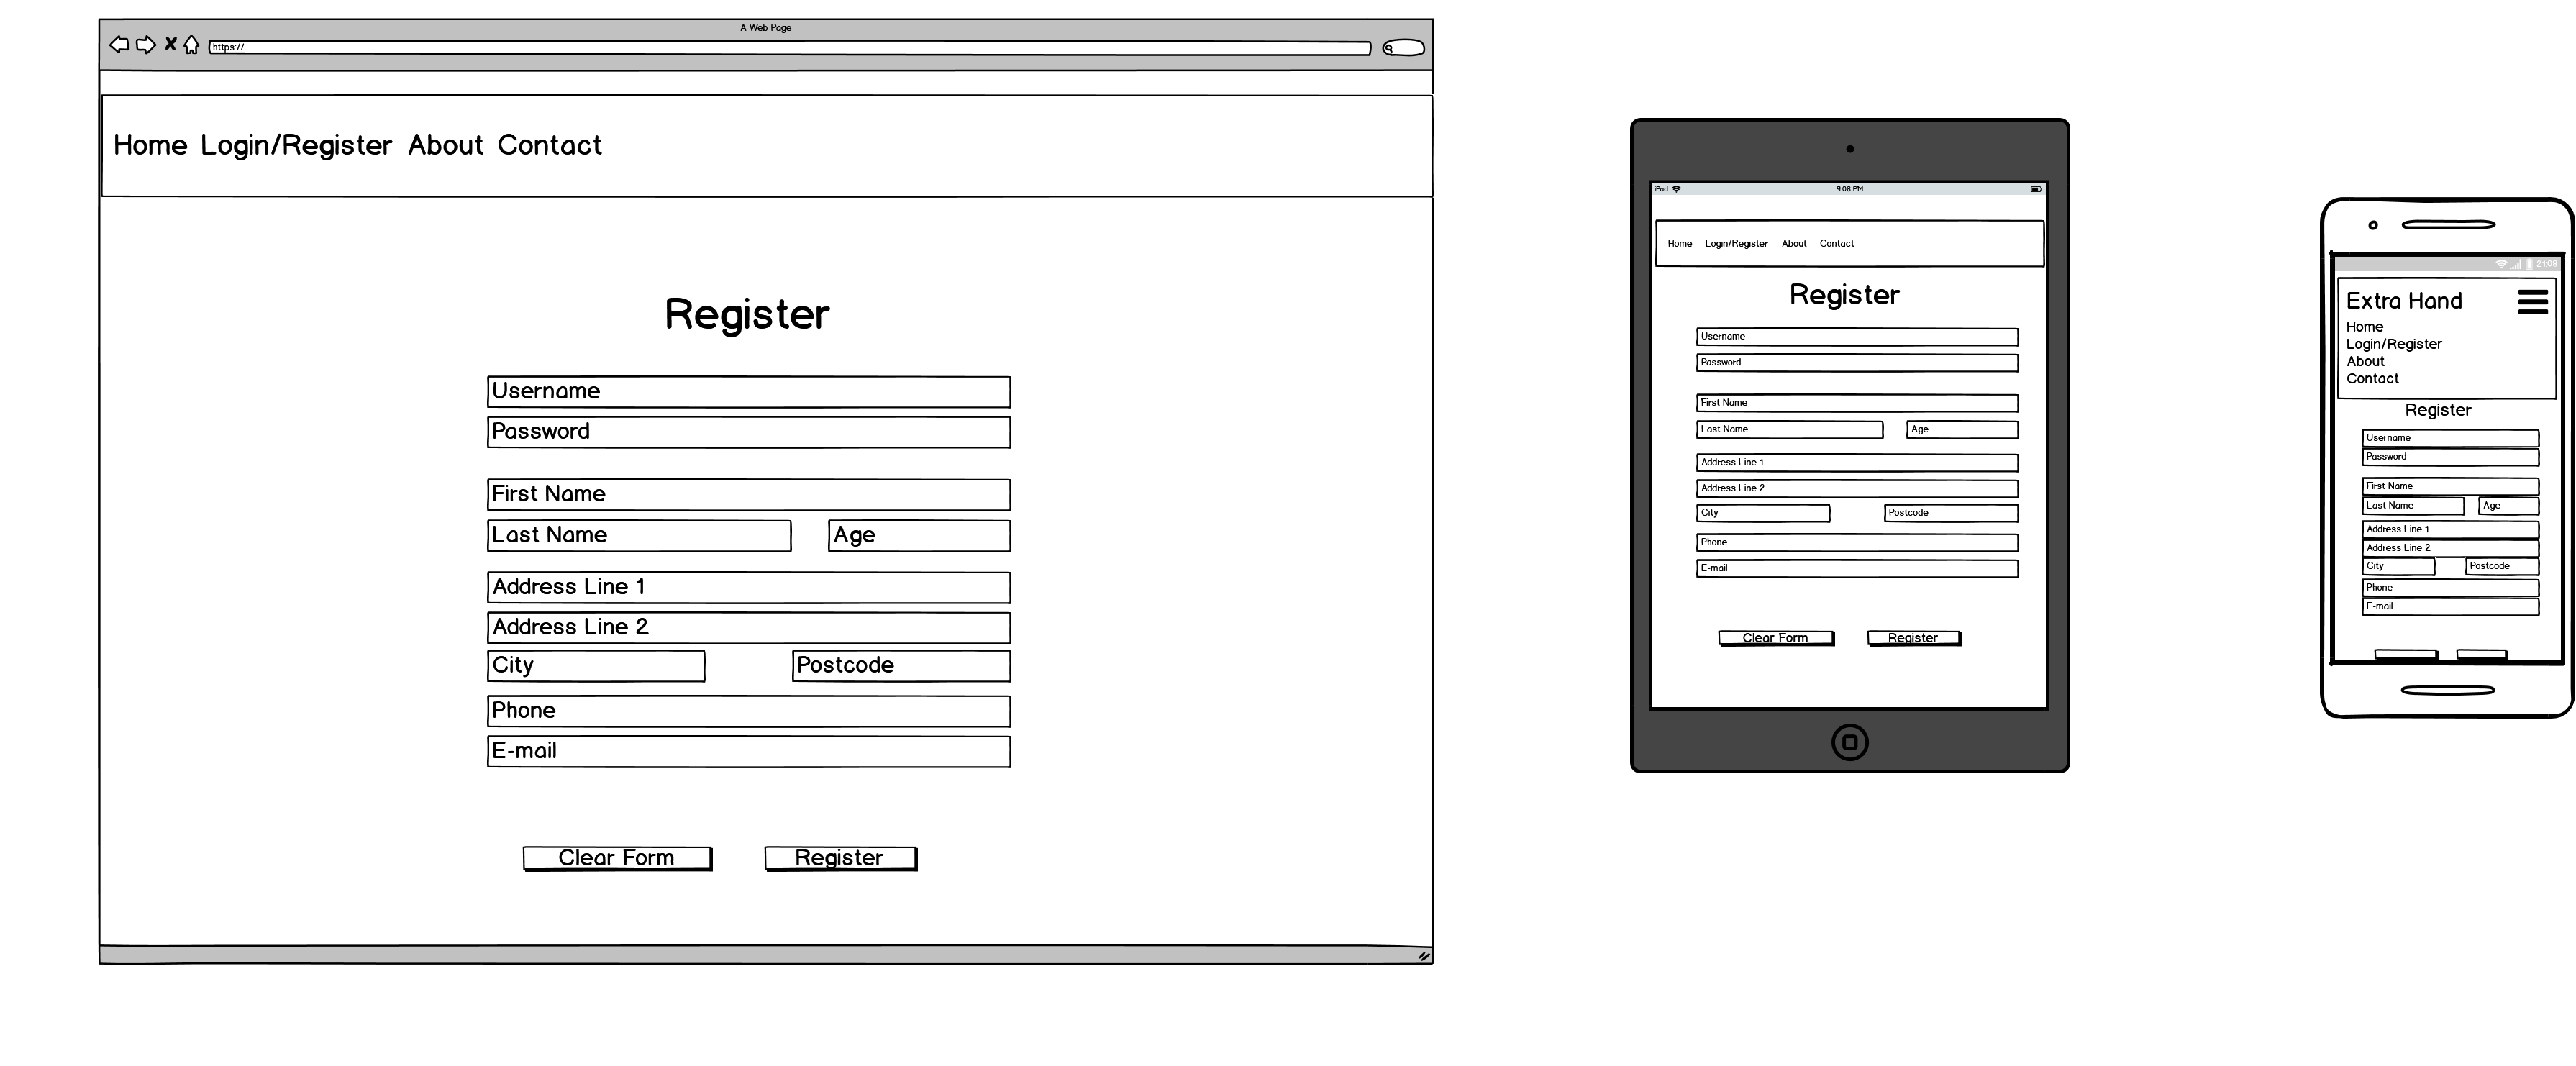 A Web Page
https://
Home Login/Register About Contact
Register
Username
Password
First Name
Last Name Age
Address Line 1
Address Line 2
City Postcode
Phone
E-mail
Clear Form Register
iPad 9:08 PM
Home Login/Register About Contact
Register
Username
Password
First Name
Last Name Age
Address Line 1
Address Line 2
City Postcode
Phone
E-mail
Clear Form Register
21:08
Extra Hand
Home
Login/Register
About
Contact
Register
Username
Password
First Name
Last Name Age
Address Line 1
Address Line 2
City Postcode
Phone
E-mail